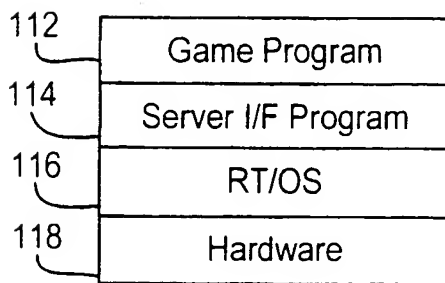 112
Game Program
114
Server I/F Program
116
RT/OS
118
Hardware